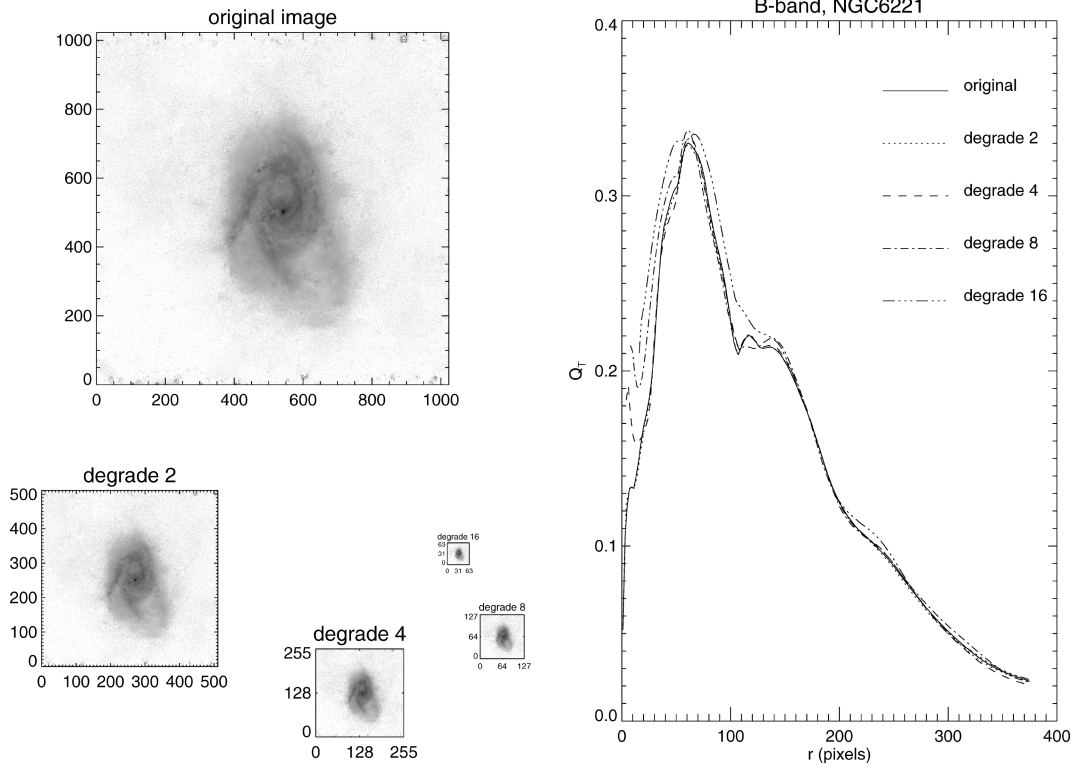 original image
1000
800
600
400
200
0
0 200 400 600 800 1000
degrade 2
500
400
300
200
100
0
0 100 200 300 400 500
degrade 16
63
31
0
0 31 63
degrade 8
127
64
0
0 64 127
degrade 4
255
128
0
0 128 255
B-band, NGC6221
0.4
0.3
0.2
0.1
0.0
Q_T
0 100 200 300 400
r (pixels)
original
degrade 2
degrade 4
degrade 8
degrade 16